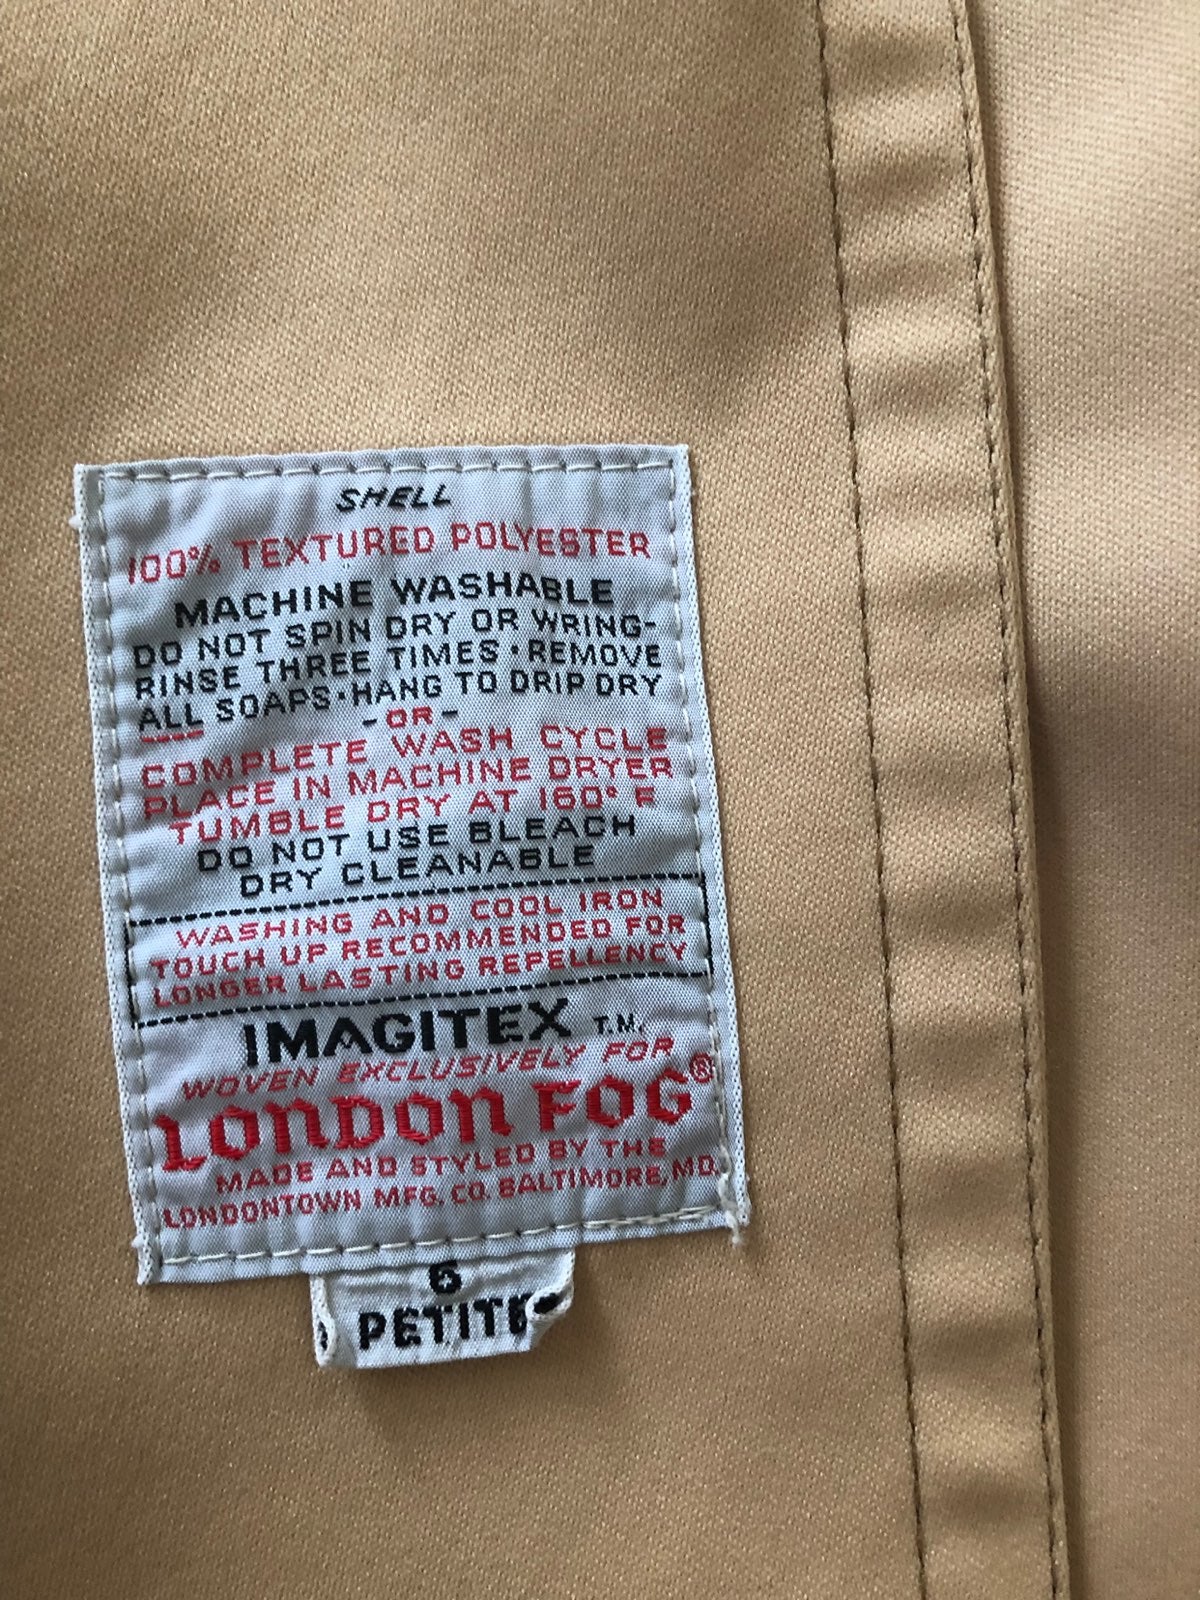 SHELL
100% TEXTURED POLYESTER
MACHINE WASHABLE
DO NOT SPIN DRY OR WRING-
RINSE THREE TIMES • REMOVE
ALL SOAPS • HANG TO DRIP DRY
- OR -
COMPLETE WASH CYCLE
PLACE IN MACHINE DRYER
TUMBLE DRY AT 160° F
DO NOT USE BLEACH
DRY CLEANABLE
WASHING AND COOL IRON
TOUCH UP RECOMMENDED FOR
LONGER LASTING REPELLENCY
IMAGITEX T.M.
WOVEN EXCLUSIVELY FOR
LONDON FOG®
MADE AND STYLED BY THE
LONDONTOWN MFG. CO. BALTIMORE, MD.
6
PETITE